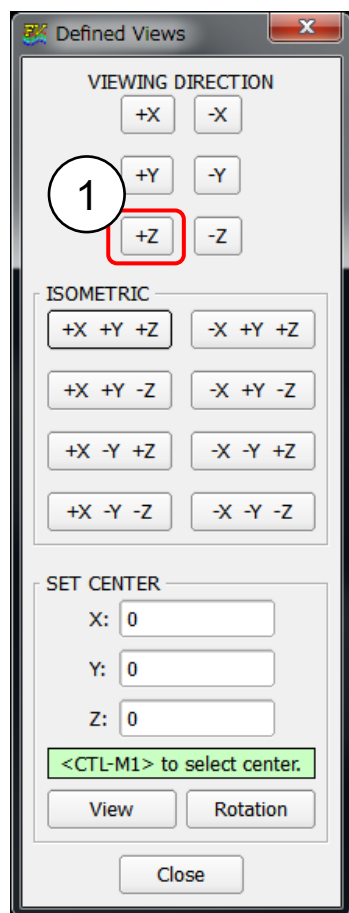 Defined Views
VIEWING DIRECTION
+X -X
+Y -Y
1
+Z -Z
ISOMETRIC
+X +Y +Z -X +Y +Z
+X +Y -Z -X +Y -Z
+X -Y +Z -X -Y +Z
+X -Y -Z -X -Y -Z
SET CENTER
X: 0
Y: 0
Z: 0
<CTL-M1> to select center.
View Rotation
Close